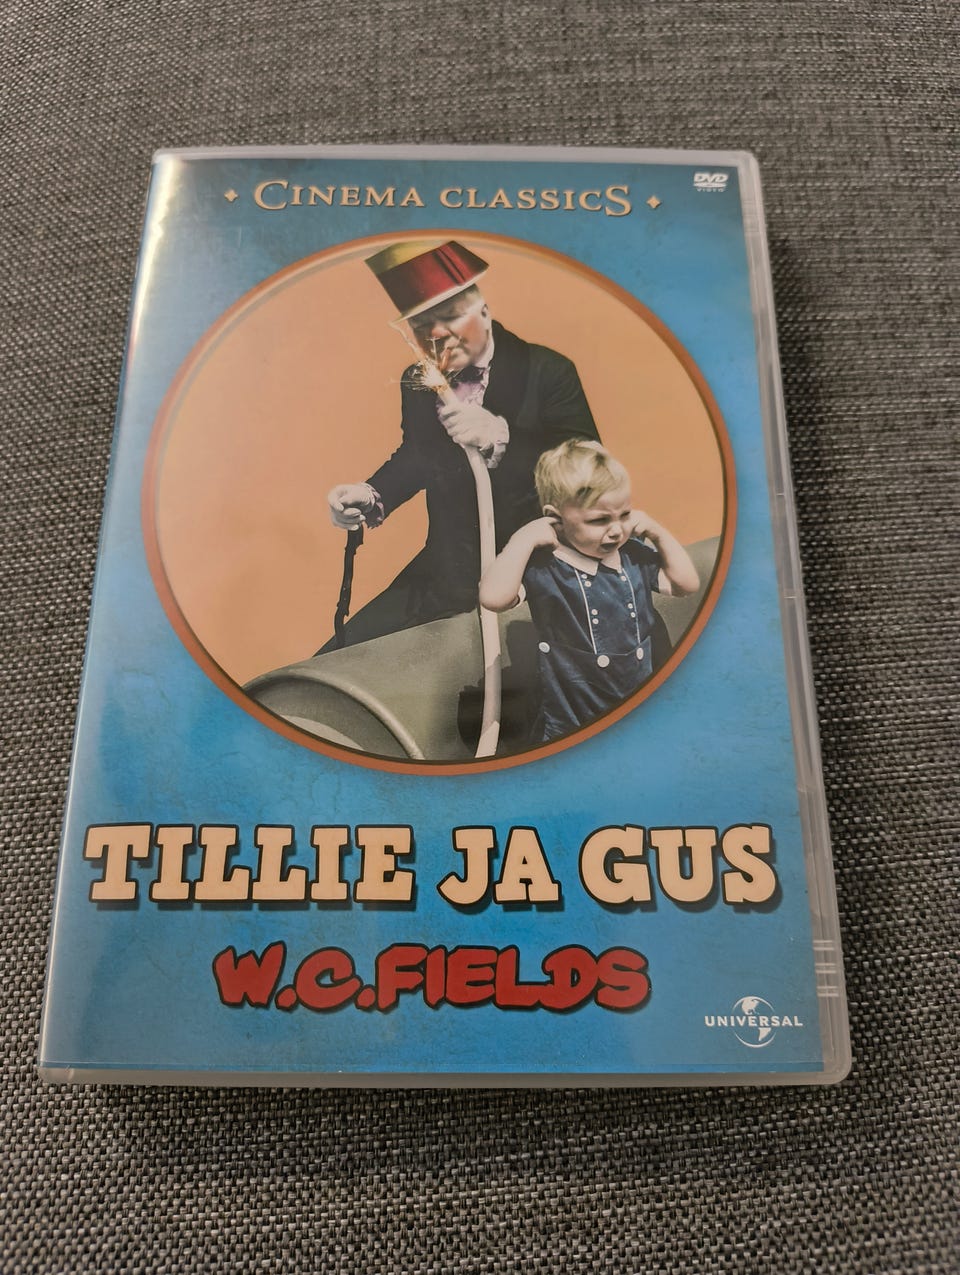 CINEMA CLASSICS
DVD
VIDEO
TILLIE JA GUS
W.C.FIELDS
UNIVERSAL